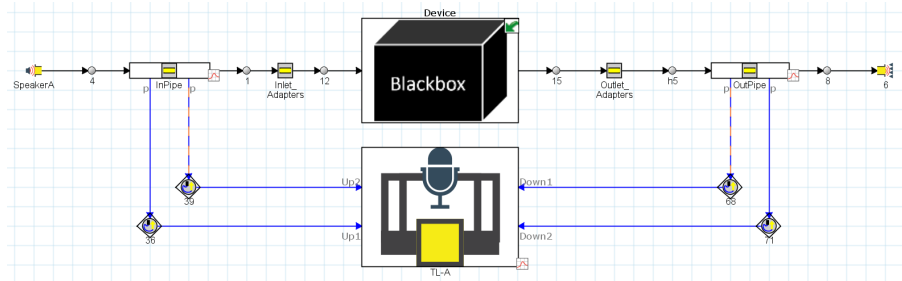 Device
Blackbox
SpeakerA
4
InPipe
p
p
1
Inlet_
Adapters
12
15
Outlet_
Adapters
h5
OutPipe
p
p
8
6
39
Up2
Down1
68
36
Up1
Down2
71
TL-A